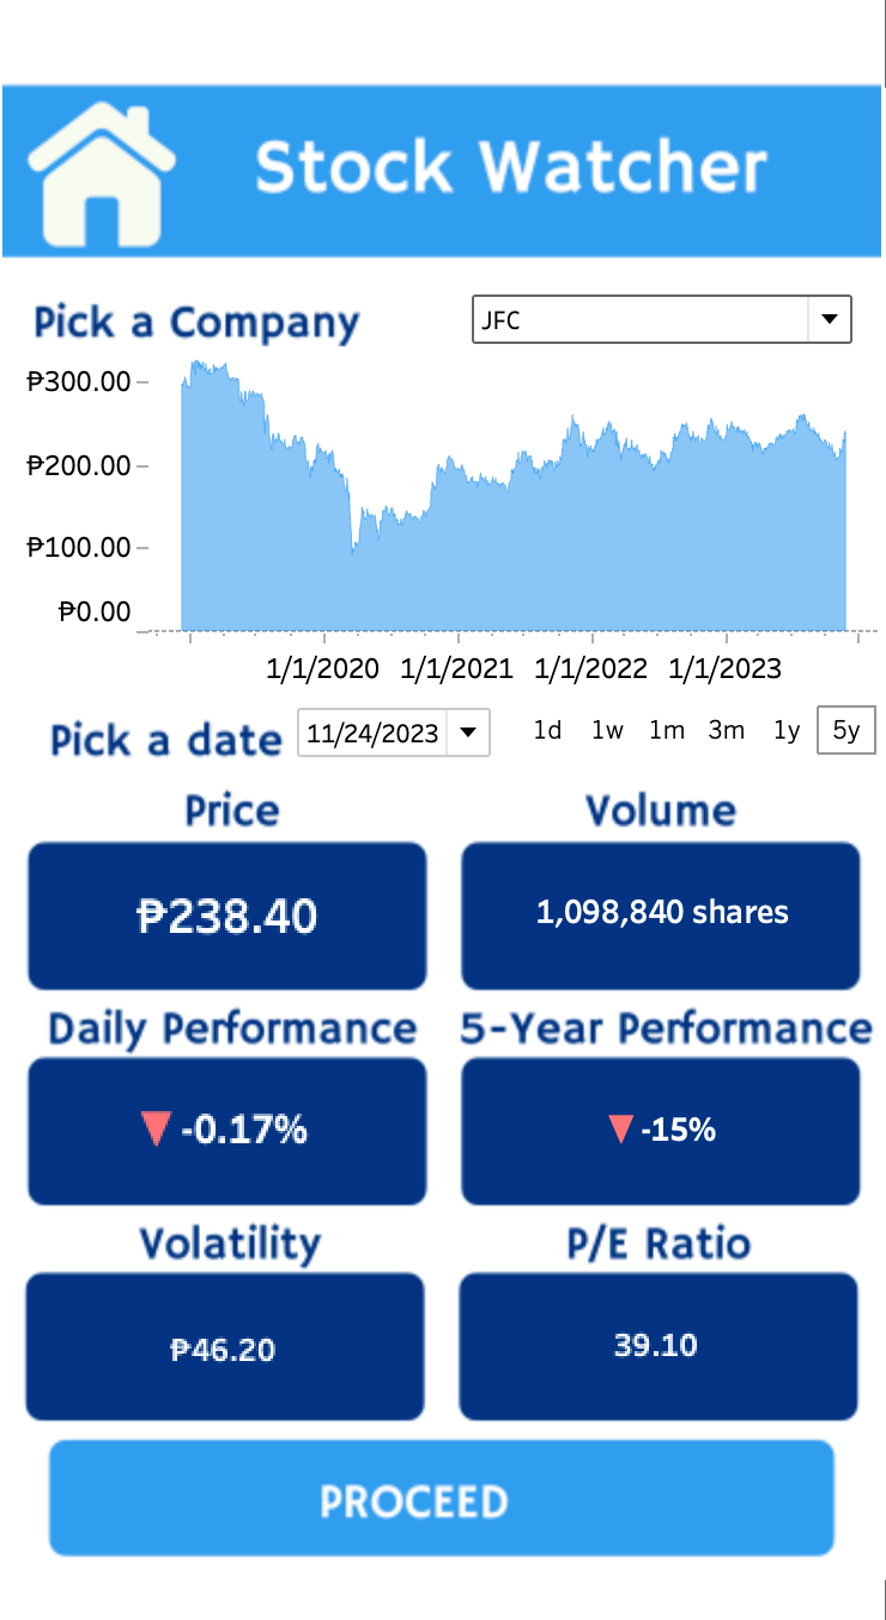 Stock Watcher
Pick a Company
JFC
₱300.00
₱200.00
₱100.00
₱0.00
1/1/2020 1/1/2021 1/1/2022 1/1/2023
Pick a date 11/24/2023 1d 1w 1m 3m 1y 5y
Price Volume
₱238.40 1,098,840 shares
Daily Performance 5-Year Performance
▼ -0.17% ▼ -15%
Volatility P/E Ratio
₱46.20 39.10
PROCEED